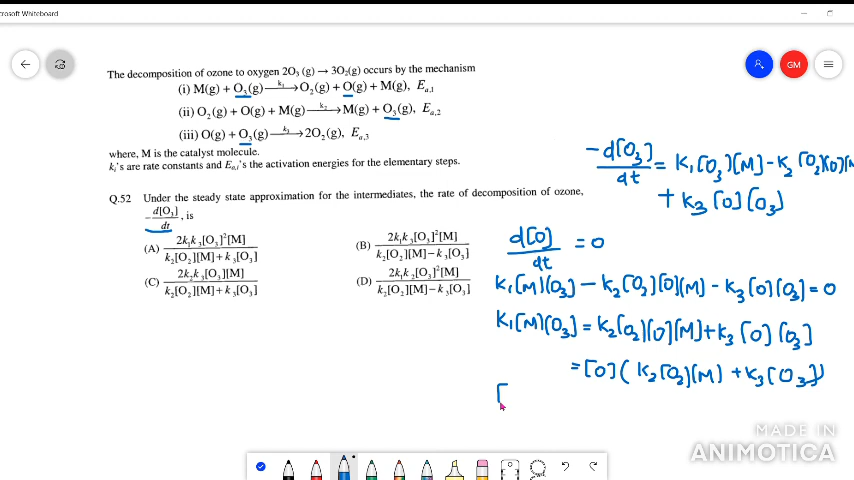 crosoft Whiteboard
GM
The decomposition of ozone to oxygen 2O₃ (g) → 3O₂(g) occurs by the mechanism
(i) M(g) + O₃(g) —k₁→ O₂(g) + O(g) + M(g), Eₐ,₁
(ii) O₂(g) + O(g) + M(g) —k₂→ M(g) + O₃(g), Eₐ,₂
(iii) O(g) + O₃(g) —k₃→ 2O₂(g), Eₐ,₃
where, M is the catalyst molecule.
kᵢ's are rate constants and Eₐ,ᵢ's the activation energies for the elementary steps.
Q.52 Under the steady state approximation for the intermediates, the rate of decomposition of ozone,
-d[O₃]/dt, is
(A) 2k₁k₃[O₃]²[M] / k₂[O₂][M]+k₃[O₃]
(B) 2k₁k₃[O₃]²[M] / k₂[O₂][M]−k₃[O₃]
(C) 2k₂k₃[O₃][M] / k₂[O₂][M]+k₃[O₃]
(D) 2k₁k₂[O₃]²[M] / k₂[O₂][M]−k₃[O₃]
-d[O₃]/dt = K₁[O₃][M] - K₂[O₂][O][M
+ K₃[O][O₃]
d[O]/dt = 0
K₁[M][O₃] - K₂[O₂][O][M] - K₃[O][O₃] = 0
K₁[M][O₃] = K₂[O₂][O][M] + K₃[O][O₃]
= [O] ( K₂[O₂][M] + K₃[O₃])
[
MADE IN
ANIMOTICA